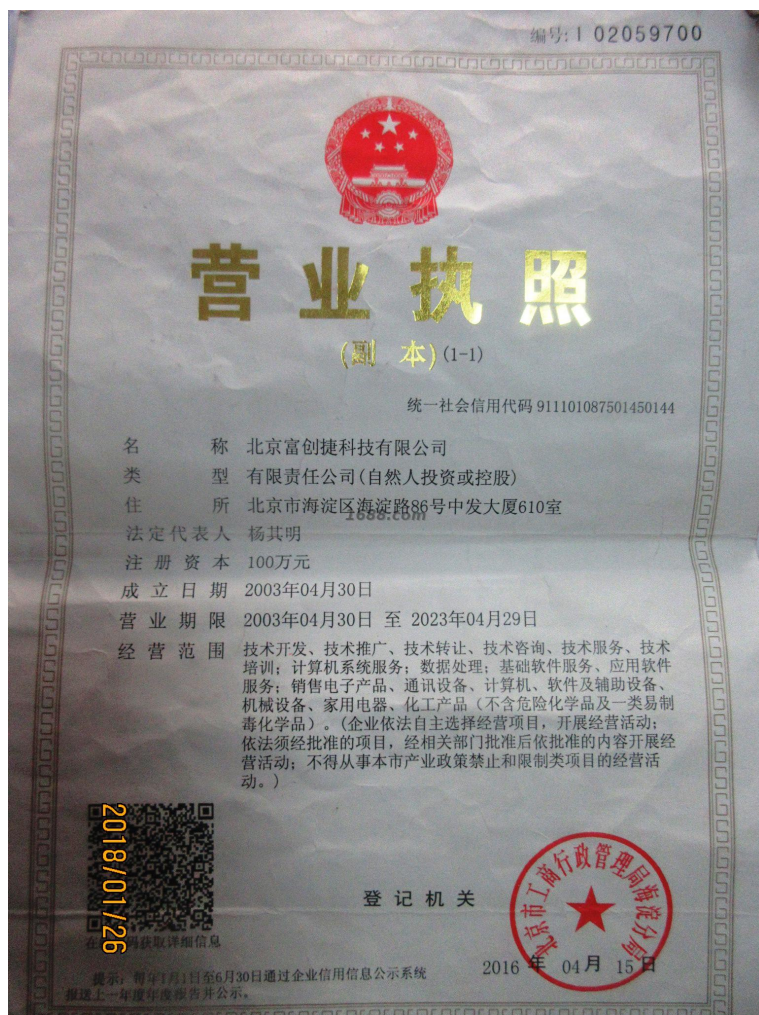 编号:1 02059700
营业执照
(副 本)(1-1)
统一社会信用代码 911101087501450144
名 称 北京富创捷科技有限公司
类 型 有限责任公司(自然人投资或控股)
住 所 北京市海淀区海淀路86号中发大厦610室
1688.com
法定代表人 杨其明
注册资本 100万元
成立日期 2003年04月30日
营业期限 2003年04月30日 至 2023年04月29日
经营范围 技术开发、技术推广、技术转让、技术咨询、技术服务、技术
培训；计算机系统服务；数据处理；基础软件服务、应用软件
服务；销售电子产品、通讯设备、计算机、软件及辅助设备、
机械设备、家用电器、化工产品（不含危险化学品及一类易制
毒化学品）。(企业依法自主选择经营项目，开展经营活动；
依法须经批准的项目，经相关部门批准后依批准的内容开展经
营活动；不得从事本市产业政策禁止和限制类项目的经营活
动。)
2018/01/26
在 码获取详细信息
登记机关
北京市工商行政管理局海淀分局
2016 年 04 月 15 日
提示：每年1月1日至6月30日通过企业信用信息公示系统
报送上一年度年度报告并公示。